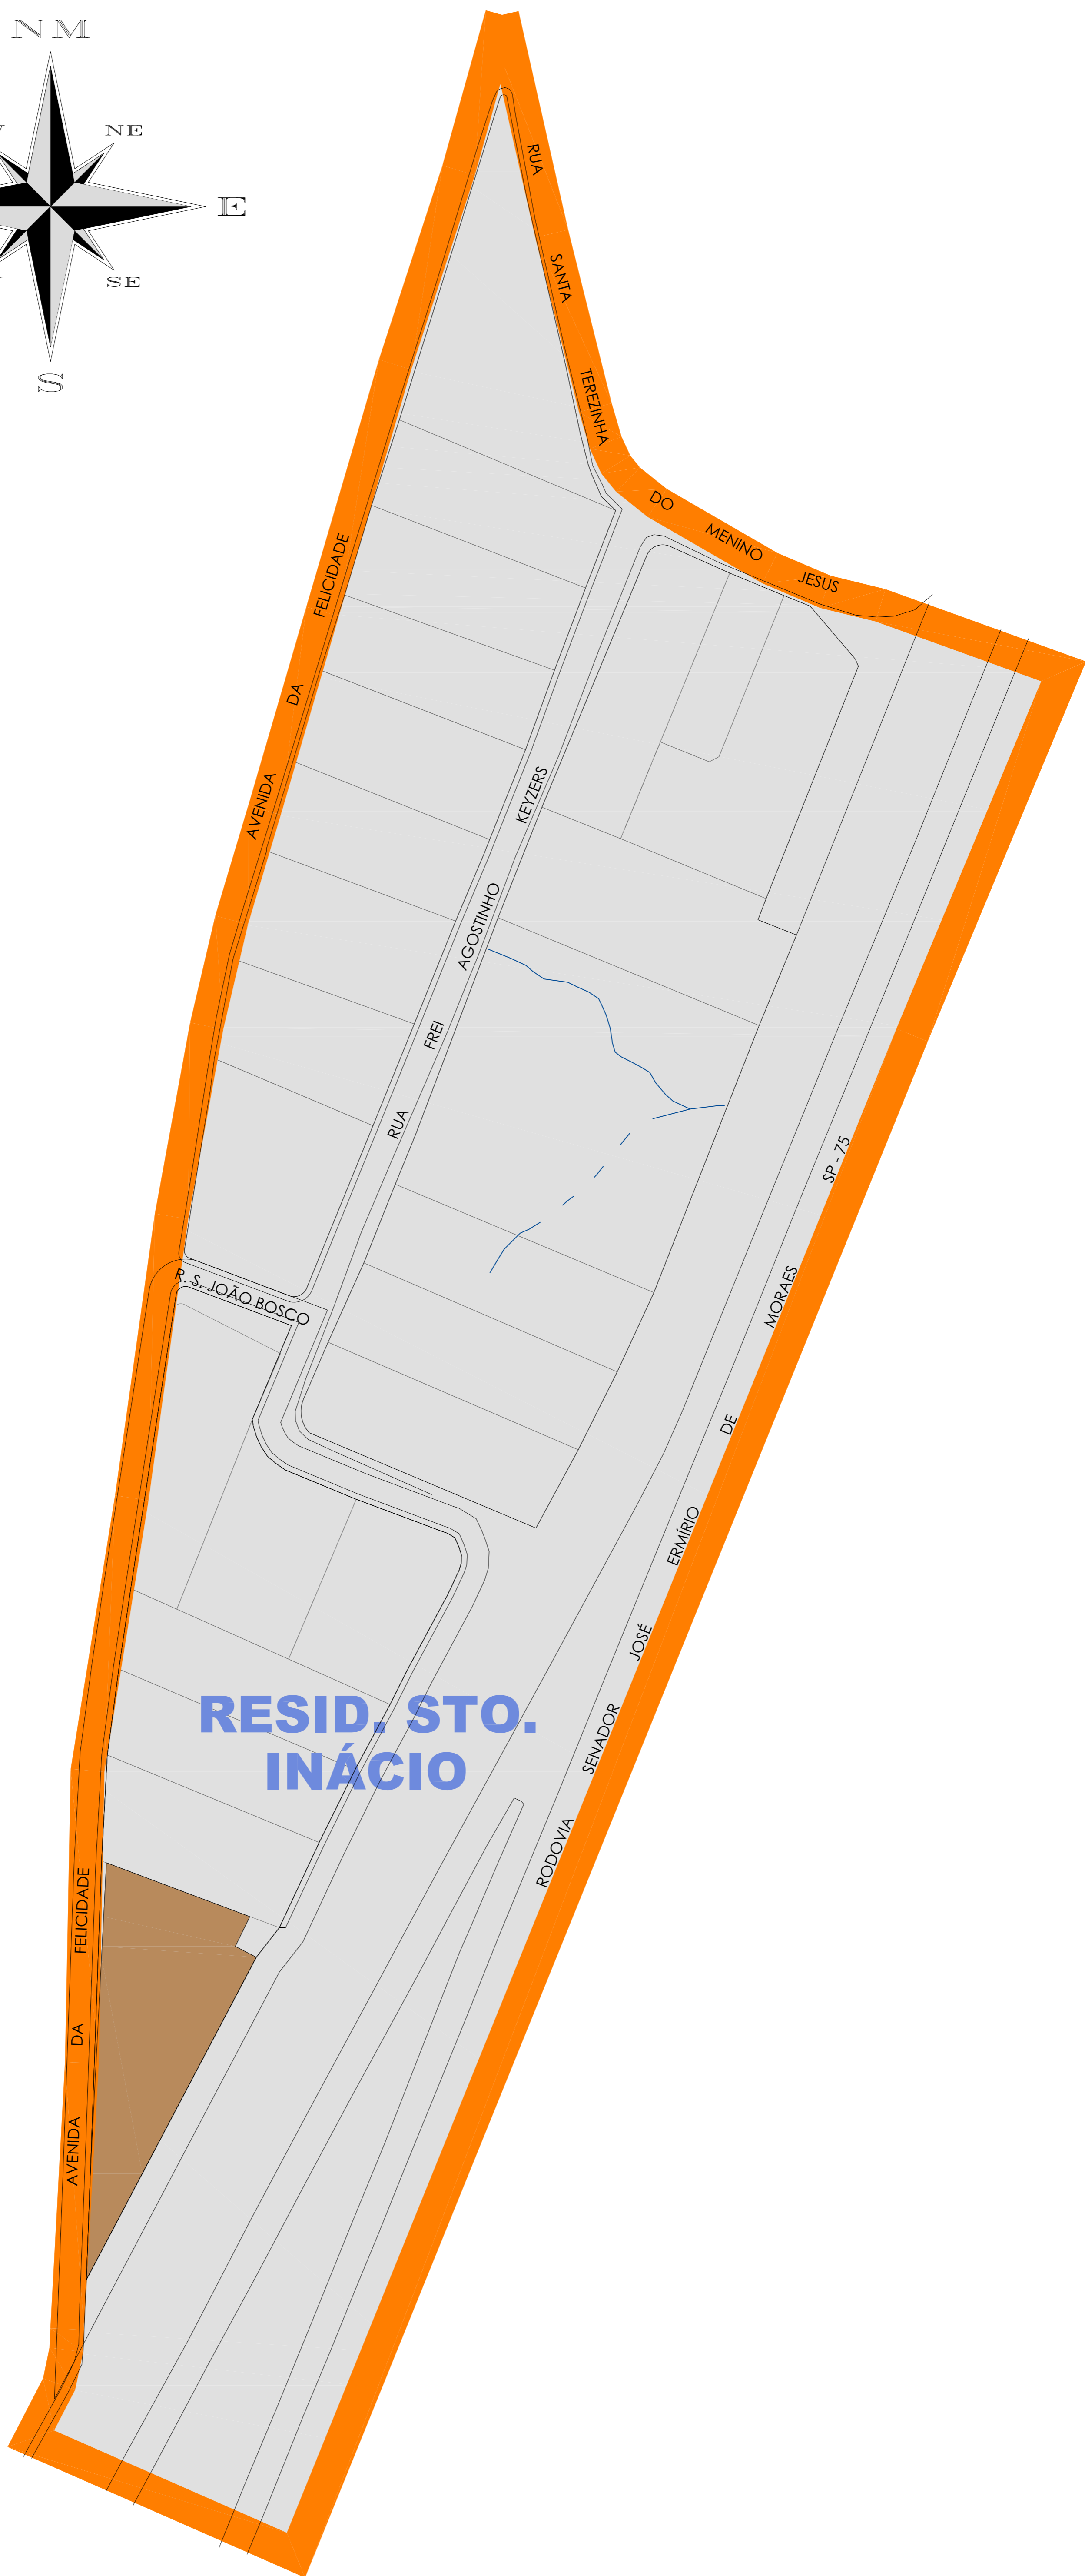 NM
NE
E
SE
S
RUA SANTA TEREZINHA DO MENINO JESUS
AVENIDA DA FELICIDADE
RUA FREI AGOSTINHO KEYZERS
R. S. JOÃO BOSCO
RODOVIA SENADOR JOSÉ ERMÍRIO DE MORAES SP - 75
RESID. STO.
INÁCIO
AVENIDA DA FELICIDADE